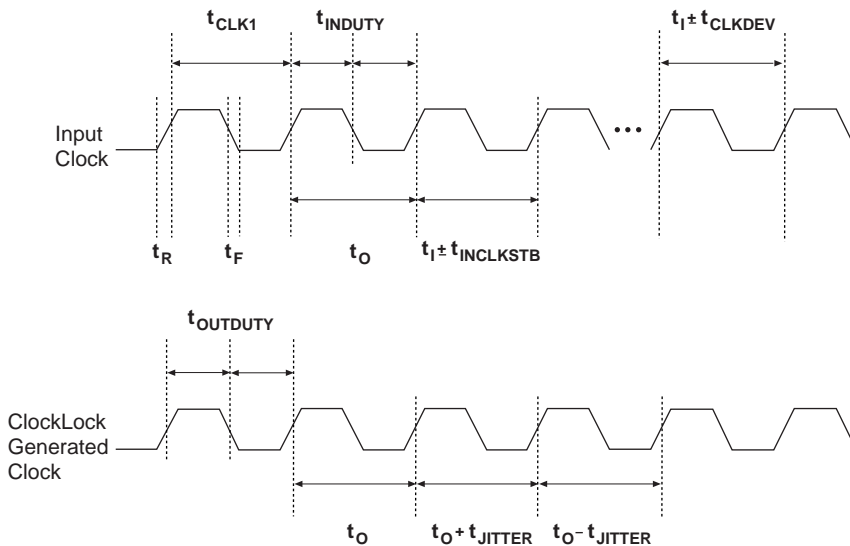 tCLK1 tINDUTY tI ± tCLKDEV
Input
Clock
tR tF tO tI ± tINCLKSTB
tOUTDUTY
ClockLock
Generated
Clock
tO tO + tJITTER tO – tJITTER